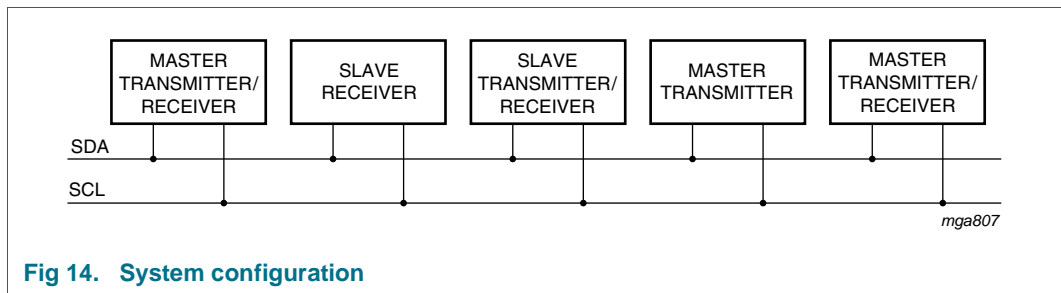 MASTER
TRANSMITTER/
RECEIVER
SLAVE
RECEIVER
SLAVE
TRANSMITTER/
RECEIVER
MASTER
TRANSMITTER
MASTER
TRANSMITTER/
RECEIVER
SDA
SCL
mga807
Fig 14. System configuration